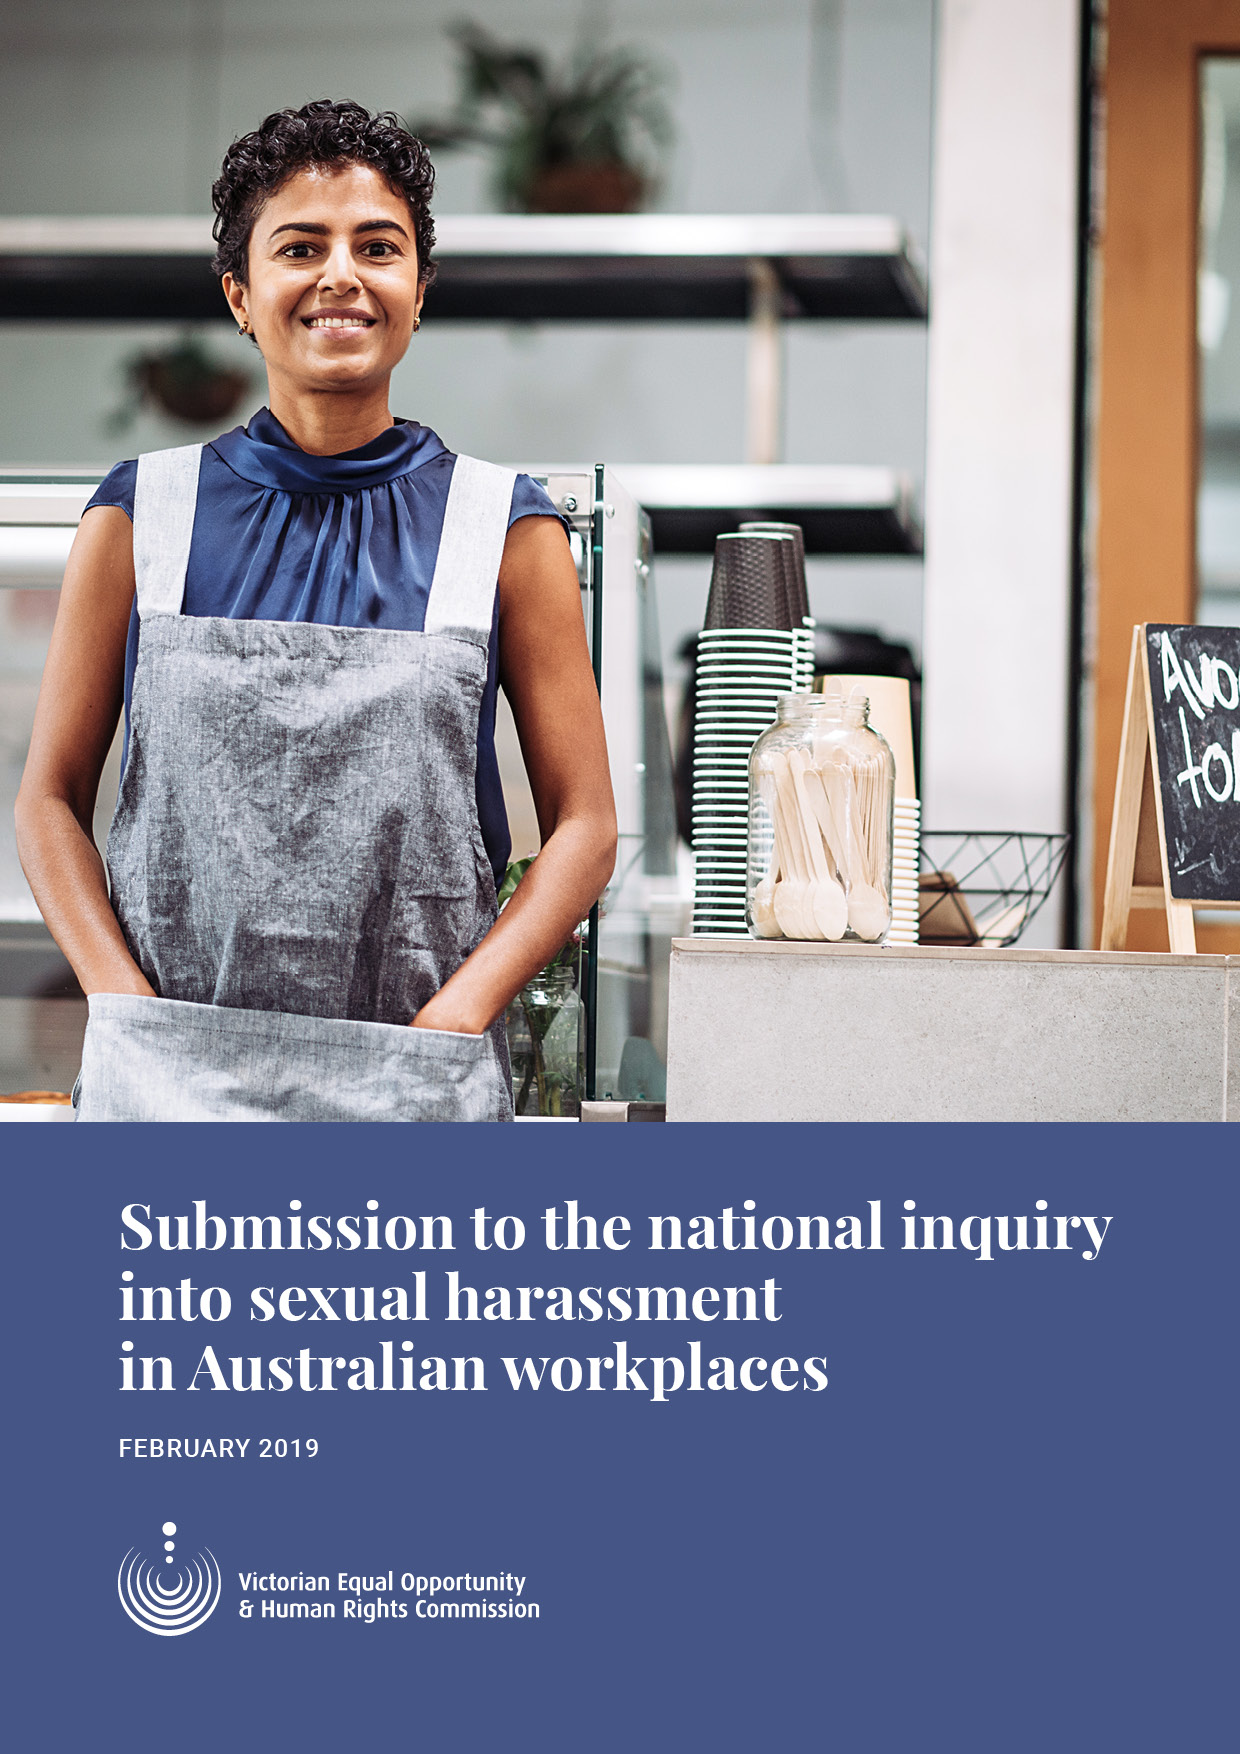 Submission to the national inquiry
into sexual harassment
in Australian workplaces
FEBRUARY 2019
Victorian Equal Opportunity
& Human Rights Commission